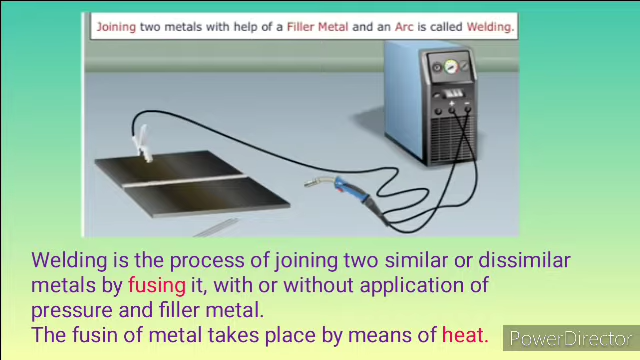 Joining two metals with help of a Filler Metal and an Arc is called Welding.
Welding is the process of joining two similar or dissimilar
metals by fusing it, with or without application of
pressure and filler metal.
The fusin of metal takes place by means of heat.
PowerDirector